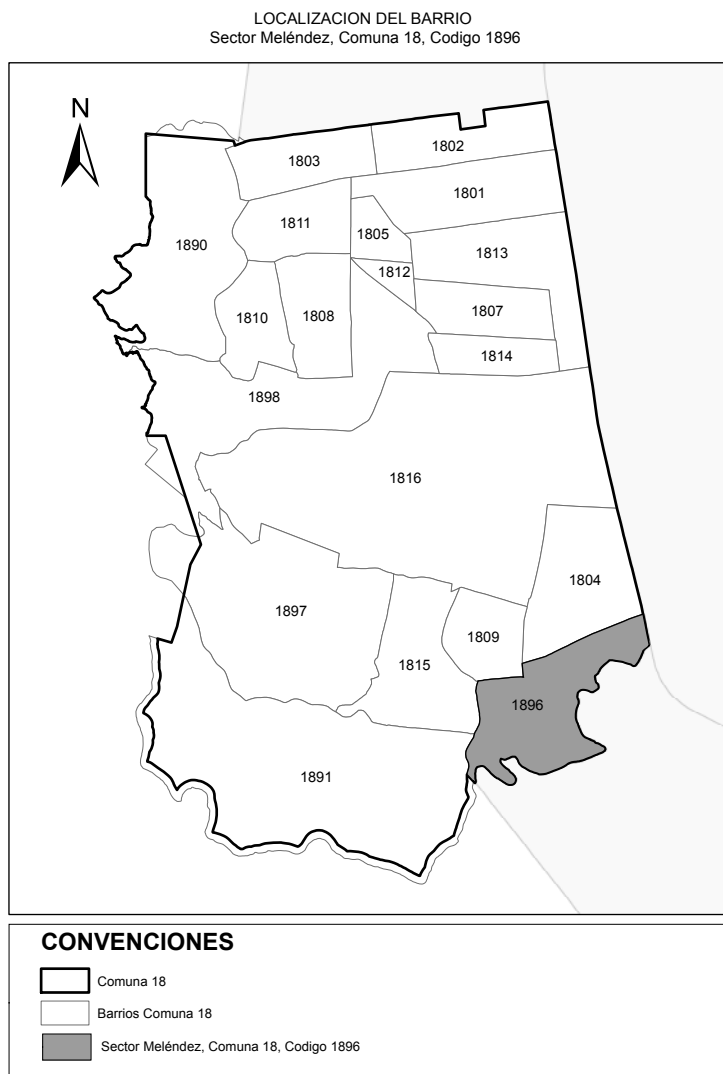 LOCALIZACION DEL BARRIO
Sector Meléndez, Comuna 18, Codigo 1896
N
1802
1803
1801
1811
1805
1890
1813
1812
1807
1810
1808
1814
1898
1816
1804
1897
1809
1815
1896
1891
CONVENCIONES
Comuna 18
Barrios Comuna 18
Sector Meléndez, Comuna 18, Codigo 1896